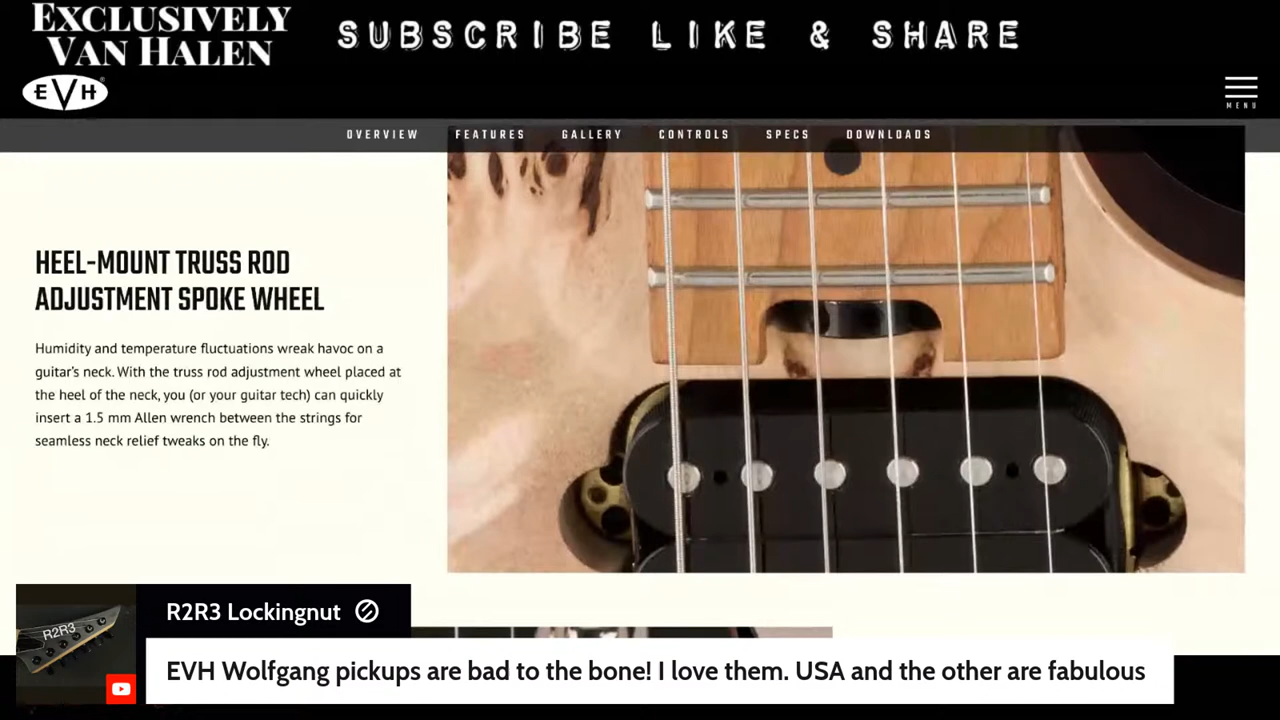 EXCLUSIVELY
VAN HALEN
SUBSCRIBE LIKE & SHARE
EVH
MENU
OVERVIEW FEATURES GALLERY CONTROLS SPECS DOWNLOADS
HEEL-MOUNT TRUSS ROD
ADJUSTMENT SPOKE WHEEL
Humidity and temperature fluctuations wreak havoc on a
guitar's neck. With the truss rod adjustment wheel placed at
the heel of the neck, you (or your guitar tech) can quickly
insert a 1.5 mm Allen wrench between the strings for
seamless neck relief tweaks on the fly.
R2R3
R2R3 Lockingnut
EVH Wolfgang pickups are bad to the bone! I love them. USA and the other are fabulous